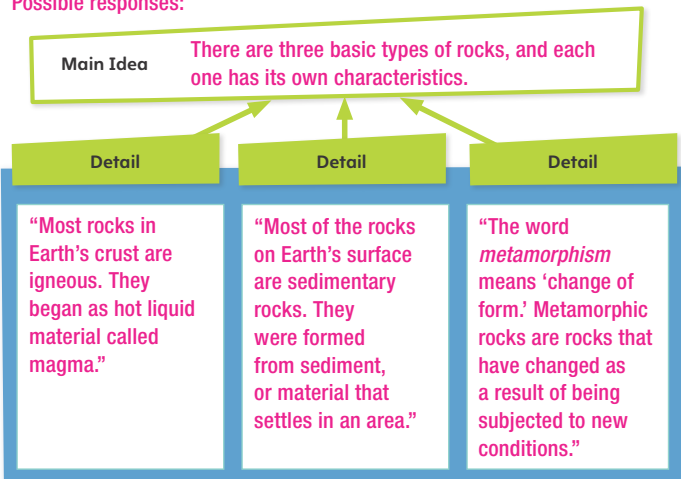 Possible responses:
Main Idea
There are three basic types of rocks, and each
one has its own characteristics.
Detail
“Most rocks in
Earth’s crust are
igneous. They
began as hot liquid
material called
magma.”
Detail
“Most of the rocks
on Earth’s surface
are sedimentary
rocks. They
were formed
from sediment,
or material that
settles in an area.”
Detail
“The word
metamorphism
means ‘change of
form.’ Metamorphic
rocks are rocks that
have changed as
a result of being
subjected to new
conditions.”